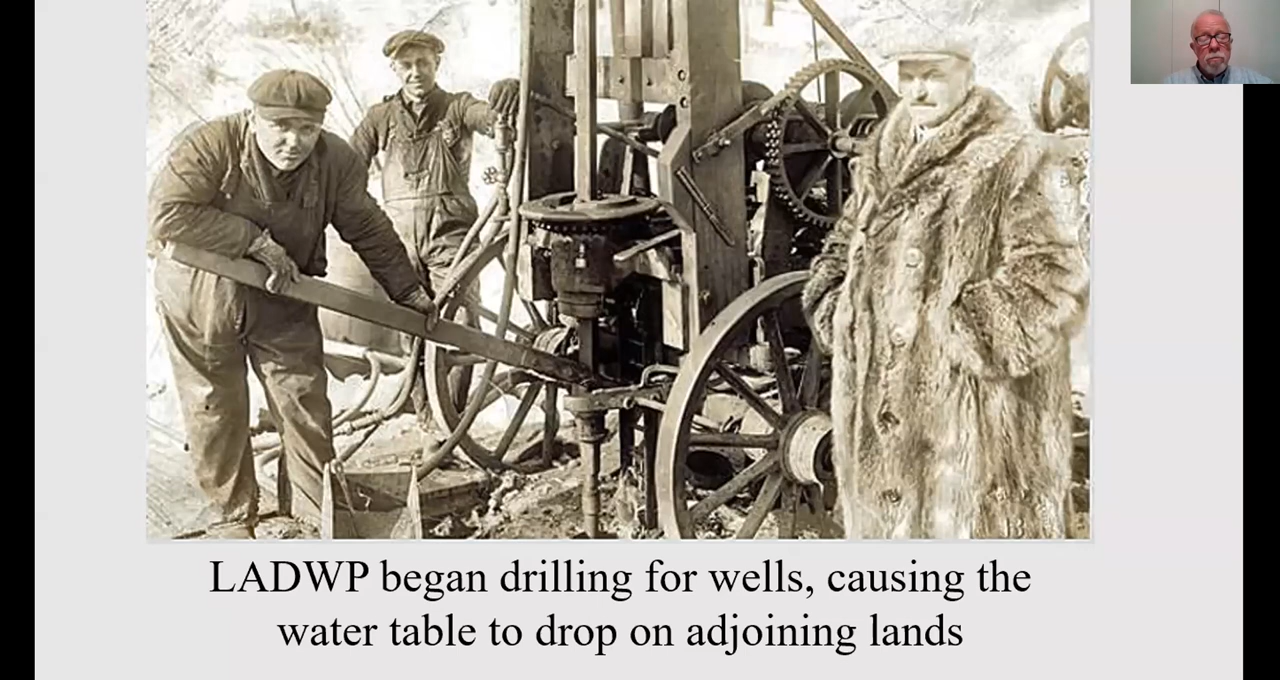 LADWP began drilling for wells, causing the
water table to drop on adjoining lands